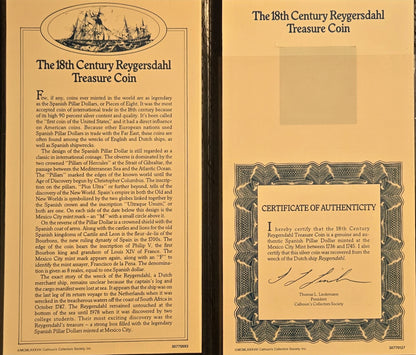 The 18th Century Reygersdahl
Treasure Coin
Few, if any, coins ever minted in the world are as legendary
as the Spanish Pillar Dollars, or Pieces of Eight. It was the most
accepted coin of international trade in the 18th century because
of its high 90 percent silver content and quality. It's been called
the "first coin of the United States," and it had a direct influence
on American coins. Because other European nations used
Spanish Pillar Dollars in trade with the Far East, these coins are
often found among the wrecks of English and Dutch ships, as
well as Spanish shipwrecks.
The design of the Spanish Pillar Dollar is still regarded as a
classic in international coinage. The obverse is dominated by the
two crowned "Pillars of Hercules" at the Strait of Gibraltar, the
passage between the Mediterranean Sea and the Atlantic Ocean.
The "Pillars" marked the edges of the known world until the
Age of Discovery begun by Christopher Columbus. The inscrip-
tion on the pillars, "Plus Ultra" or further beyond, tells of the
discovery of the New World. Spain's empire in both the Old and
New Worlds is symbolized by the two globes linked together by
the Spanish crown and the inscription "Utraque Unum," or
both are one. On each side of the date below this design is the
Mexico City mint mark – an "M" with a small circle above it.
On the reverse of the Pillar Dollar is a crowned shield with the
Spanish coat of arms. Along with the castles and lions for the old
Spanish kingdoms of Castile and Leon is the fleur-de-lis of the
Bourbons, the new ruling dynasty of Spain in the 1700s. The
edge of the coin bears the inscription of Philip V, the first
Bourbon king and grandson of Louis XIV of France. The
Mexico City mint mark appears again, along with an "F" to
identify the mint assayer, Francisco de la Pena. The denomina-
tion is given as 8 reales, equal to one Spanish dollar.
The exact story of the wreck of the Reygersdahl, a Dutch
merchant ship, remains unclear because the captain's log and
the cargo manifest were lost at sea. It appears that the ship was on
the last leg of its return voyage to the Netherlands when it was
wrecked in the treacherous waters off the coast of South Africa in
October 1747. The Reygersdahl remained untouched at the
bottom of the sea until 1978 when it was discovered by two
college students. Their most exciting discovery was the
Reygersdahl's treasure – a strong box filled with the legendary
Spanish Pillar Dollars minted at Mexico City.
The 18th Century Reygersdahl
Treasure Coin
CERTIFICATE OF AUTHENTICITY
I hereby certify that the 18th Century
Reygersdahl Treasure Coin is a genuine and au-
thentic Spanish Pillar Dollar minted at the
Mexico City Mint between 1736 and 1745. I also
certify that this silver coin was recovered from the
wreck of the Dutch ship Reygersdahl.
President
Calhoun's Collectors Society